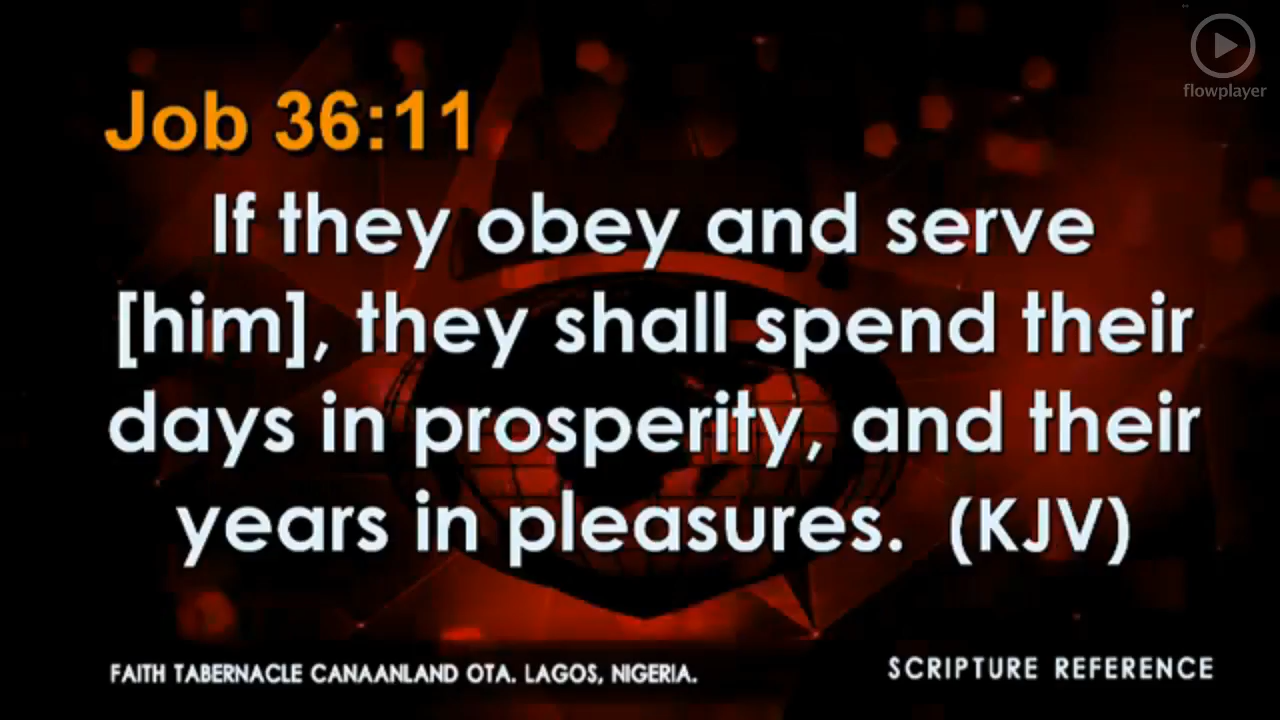 flowplayer
Job 36:11
If they obey and serve
[him], they shall spend their
days in prosperity, and their
years in pleasures. (KJV)
FAITH TABERNACLE CANAANLAND OTA. LAGOS, NIGERIA.
SCRIPTURE REFERENCE